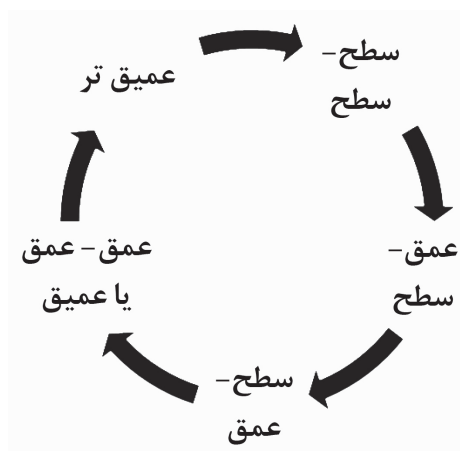 سطح–
سطح
عمق–
سطح
سطح–
عمق
عمق– عمق
یا عمیق
عمیق تر